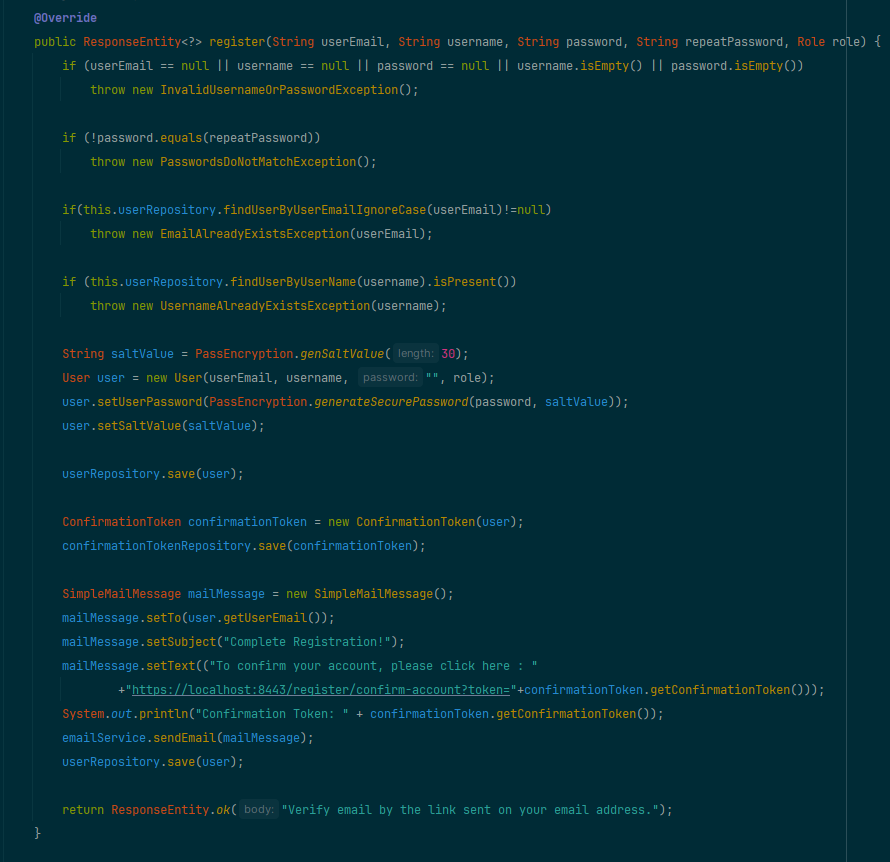 @Override
public ResponseEntity<?> register(String userEmail, String username, String password, String repeatPassword, Role role) {
if (userEmail == null || username == null || password == null || username.isEmpty() || password.isEmpty())
throw new InvalidUsernameOrPasswordException();
if (!password.equals(repeatPassword))
throw new PasswordsDoNotMatchException();
if(this.userRepository.findUserByUserEmailIgnoreCase(userEmail)!=null)
throw new EmailAlreadyExistsException(userEmail);
if (this.userRepository.findUserByUserName(username).isPresent())
throw new UsernameAlreadyExistsException(username);
String saltValue = PassEncryption.genSaltValue( length: 30);
User user = new User(userEmail, username, password: "", role);
user.setUserPassword(PassEncryption.generateSecurePassword(password, saltValue));
user.setSaltValue(saltValue);
userRepository.save(user);
ConfirmationToken confirmationToken = new ConfirmationToken(user);
confirmationTokenRepository.save(confirmationToken);
SimpleMailMessage mailMessage = new SimpleMailMessage();
mailMessage.setTo(user.getUserEmail());
mailMessage.setSubject("Complete Registration!");
mailMessage.setText(("To confirm your account, please click here : "
+"https://localhost:8443/register/confirm-account?token="+confirmationToken.getConfirmationToken()));
System.out.println("Confirmation Token: " + confirmationToken.getConfirmationToken());
emailService.sendEmail(mailMessage);
userRepository.save(user);
return ResponseEntity.ok( body: "Verify email by the link sent on your email address.");
}